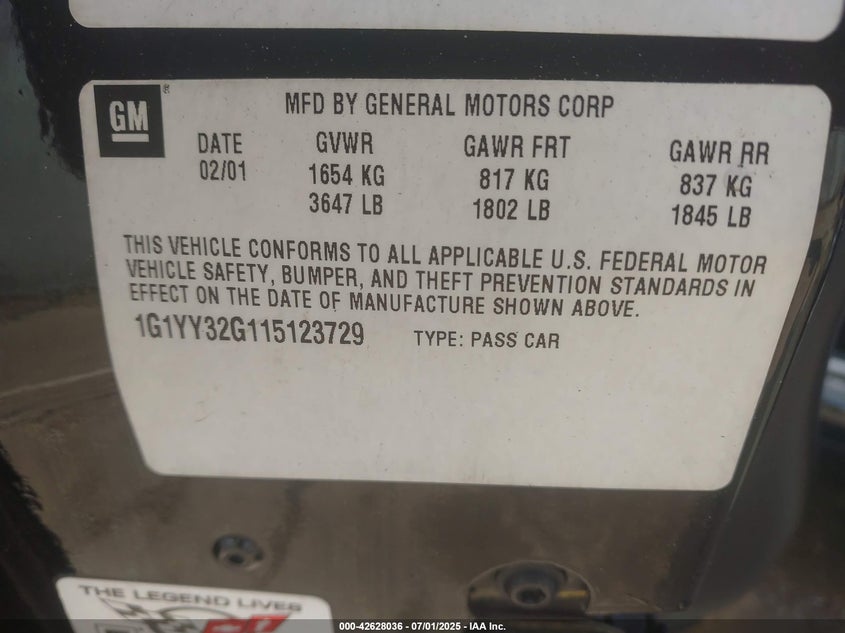 GM
MFD BY GENERAL MOTORS CORP
DATE GVWR GAWR FRT GAWR RR
02/01 1654 KG 817 KG 837 KG
3647 LB 1802 LB 1845 LB
THIS VEHICLE CONFORMS TO ALL APPLICABLE U.S. FEDERAL MOTOR
VEHICLE SAFETY, BUMPER, AND THEFT PREVENTION STANDARDS IN
EFFECT ON THE DATE OF MANUFACTURE SHOWN ABOVE.
1G1YY32G115123729 TYPE: PASS CAR
THE LEGEND LIVES
000-42628036 - 07/01/2025 - IAA Inc.